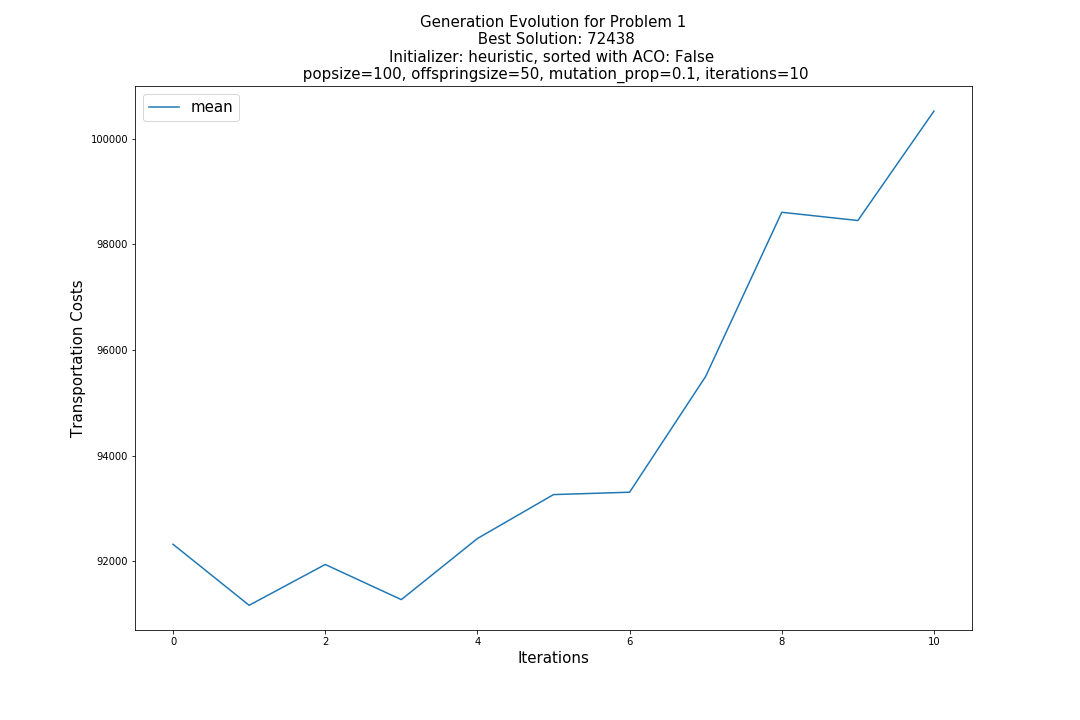 Generation Evolution for Problem 1
Best Solution: 72438
Initializer: heuristic, sorted with ACO: False
popsize=100, offspringsize=50, mutation_prop=0.1, iterations=10
mean
100000
98000
96000
94000
92000
Transportation Costs
0 2 4 6 8 10
Iterations